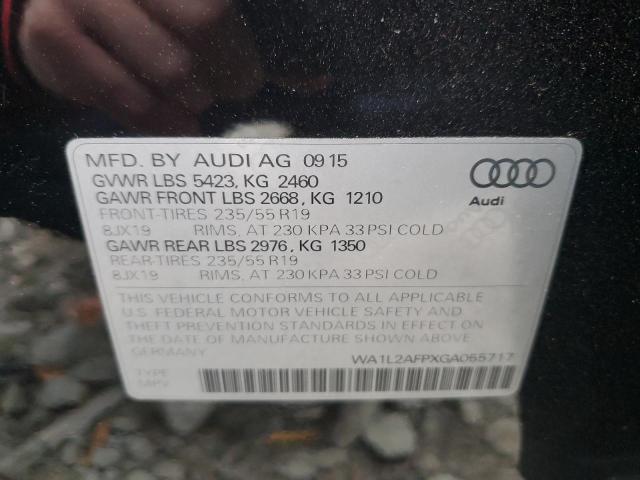 MFD. BY AUDI AG 09 15
GVWR LBS 5423, KG 2460
GAWR FRONT LBS 2668, KG 1210
FRONT-TIRES 235/55 R19
8JX19 RIMS, AT 230 KPA 33 PSI COLD
GAWR REAR LBS 2976, KG 1350
REAR-TIRES 235/55 R19
8JX19 RIMS, AT 230 KPA 33 PSI COLD
Audi
THIS VEHICLE CONFORMS TO ALL APPLICABLE
U.S. FEDERAL MOTOR VEHICLE SAFETY AND
THEFT PREVENTION STANDARDS IN EFFECT ON
THE DATE OF MANUFACTURE SHOWN ABOVE.
GERMANY WA1L2AFPXGA055717
TYPE
MPV